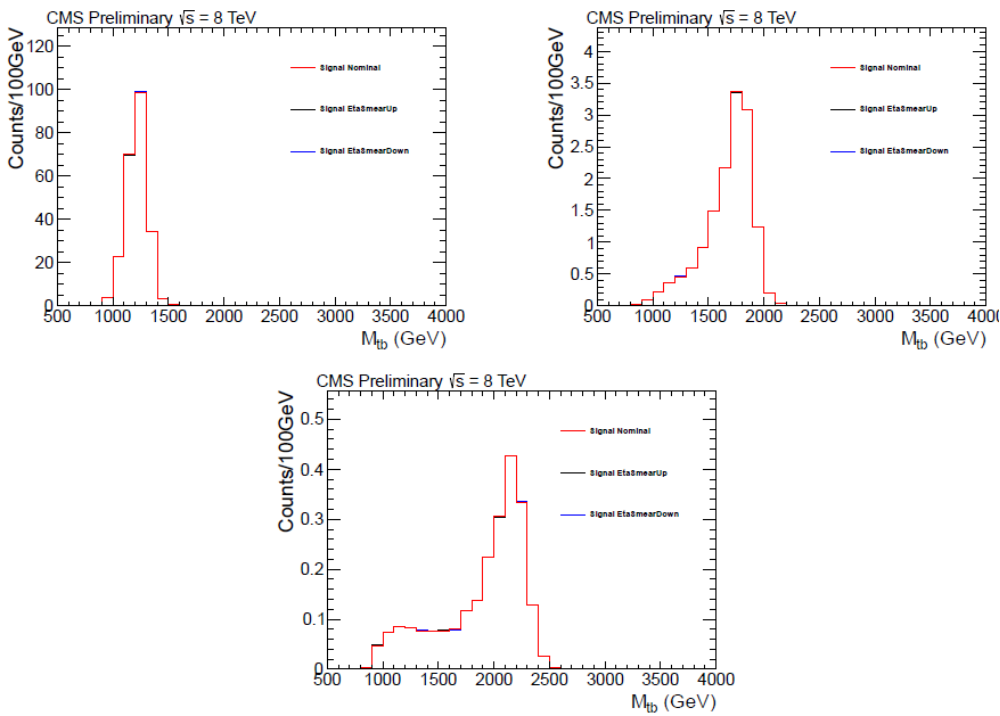 CMS Preliminary √s = 8 TeV
Counts/100GeV
120
100
80
60
40
20
0
Signal Nominal
Signal EtaSmearUp
Signal EtaSmearDown
500 1000 1500 2000 2500 3000 3500 4000
M_tb (GeV)
CMS Preliminary √s = 8 TeV
Counts/100GeV
4
3.5
3
2.5
2
1.5
1
0.5
0
Signal Nominal
Signal EtaSmearUp
Signal EtaSmearDown
500 1000 1500 2000 2500 3000 3500 4000
M_tb (GeV)
CMS Preliminary √s = 8 TeV
Counts/100GeV
0.5
0.4
0.3
0.2
0.1
0
Signal Nominal
Signal EtaSmearUp
Signal EtaSmearDown
500 1000 1500 2000 2500 3000 3500 4000
M_tb (GeV)